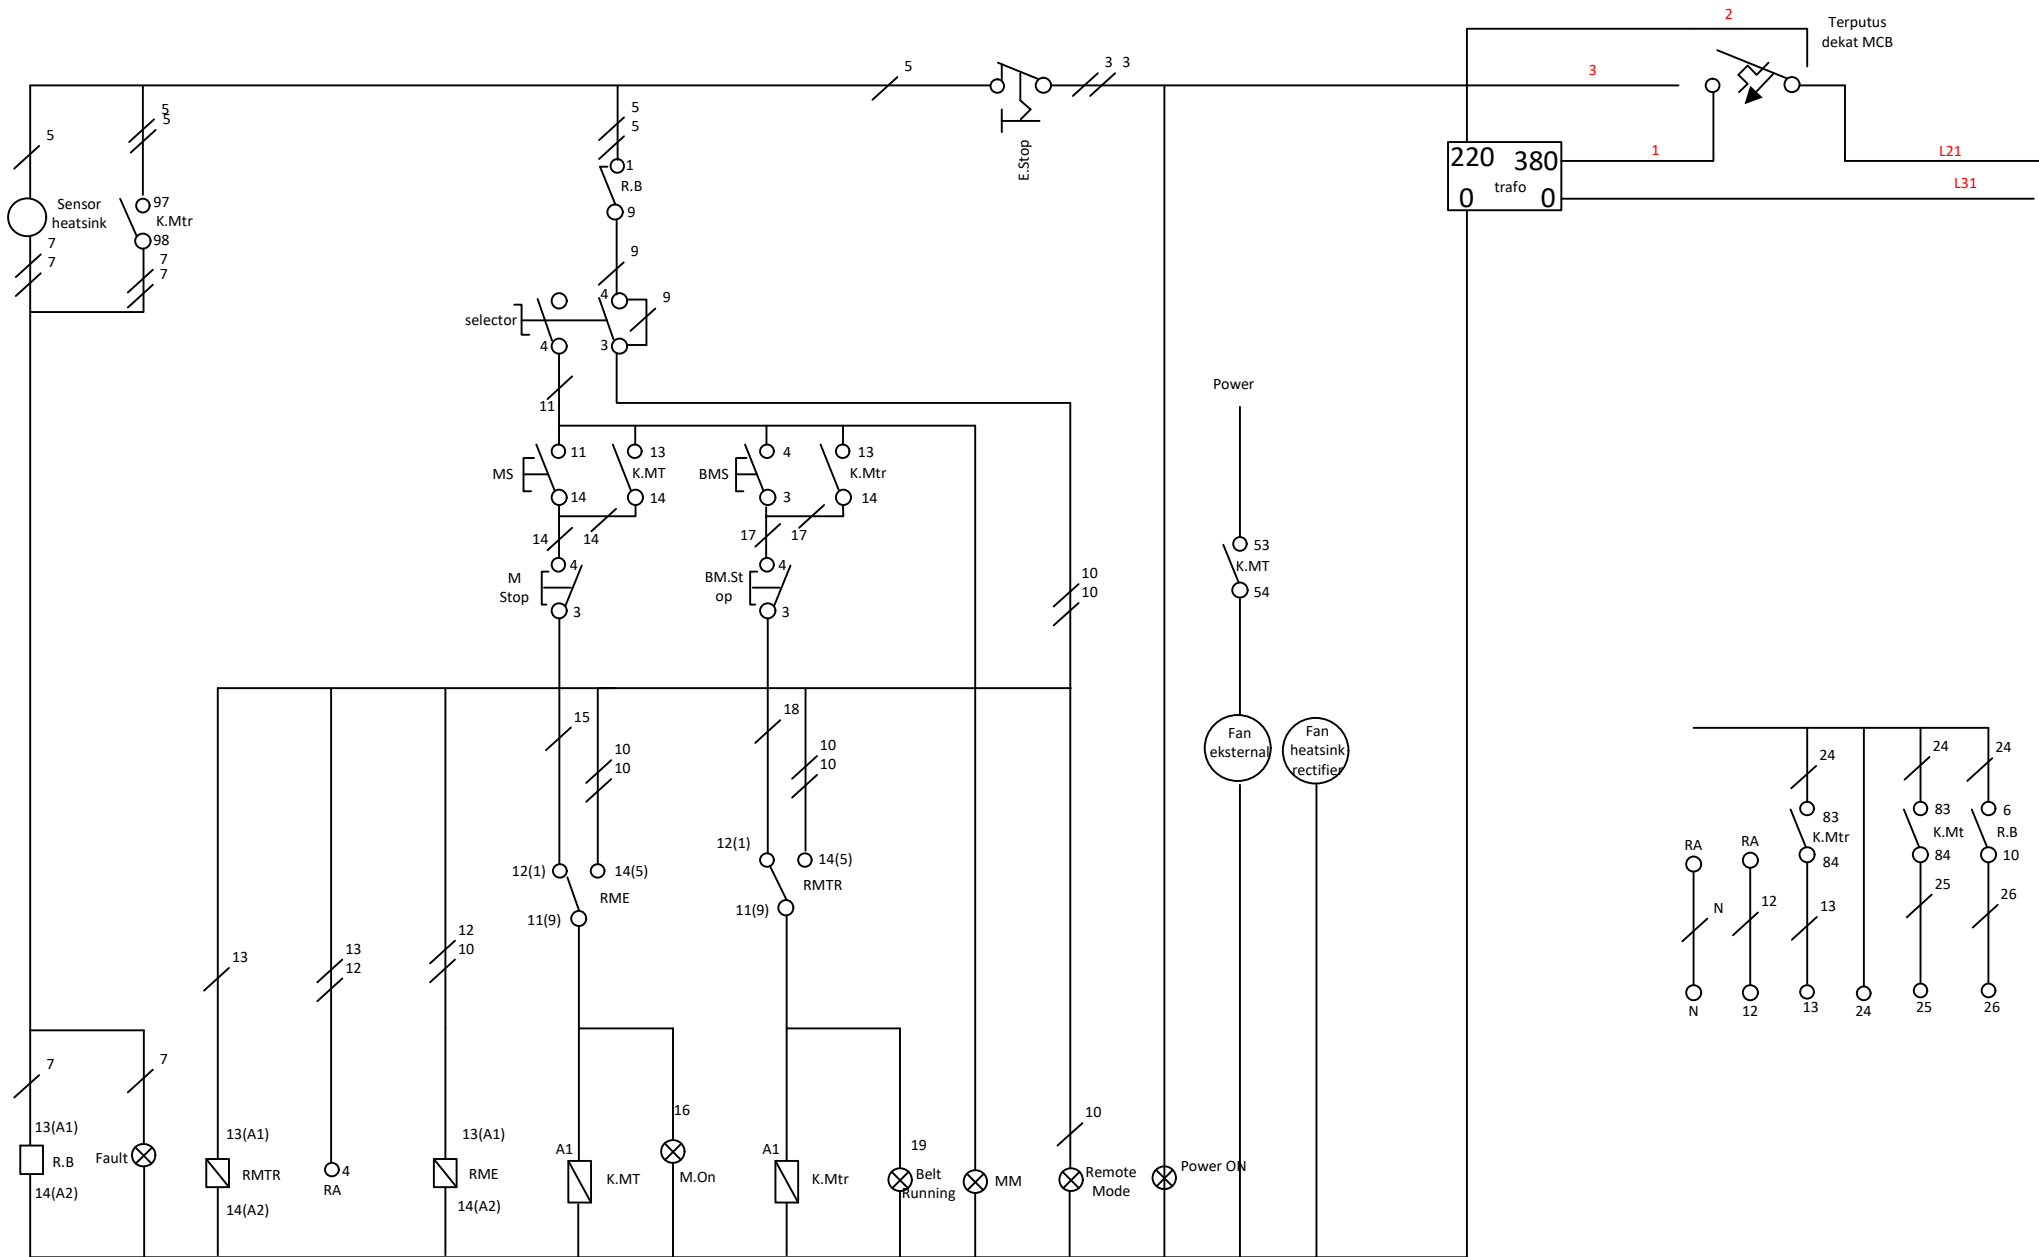 2
Terputus
dekat MCB
5
3 3
3
5
5
5
5
5
E.Stop
1
R.B
9
220 380
trafo
0 0
1
L21
L31
Sensor
heatsink
97
K.Mtr
98
7
7
7
7
9
4
9
selector
4
3
11
Power
MS
11
14
13
K.MT
14
BMS
4
3
13
K.Mtr
14
14
14
17
17
M
Stop
4
3
BM.St
op
4
3
10
10
53
K.MT
54
15
10
10
18
10
10
Fan
eksternal
Fan
heatsink
rectifier
24
24
24
83
K.Mtr
84
83
K.Mt
84
6
R.B
10
RA
RA
N
12
13
25
26
N
12
13
24
25
26
12(1)
14(5)
RME
11(9)
12(1)
14(5)
RMTR
11(9)
13
13
12
12
10
7
7
16
19
10
13(A1)
R.B
14(A2)
Fault
13(A1)
RMTR
14(A2)
4
RA
13(A1)
RME
14(A2)
A1
K.MT
M.On
A1
K.Mtr
Belt
Running
MM
Remote
Mode
Power ON